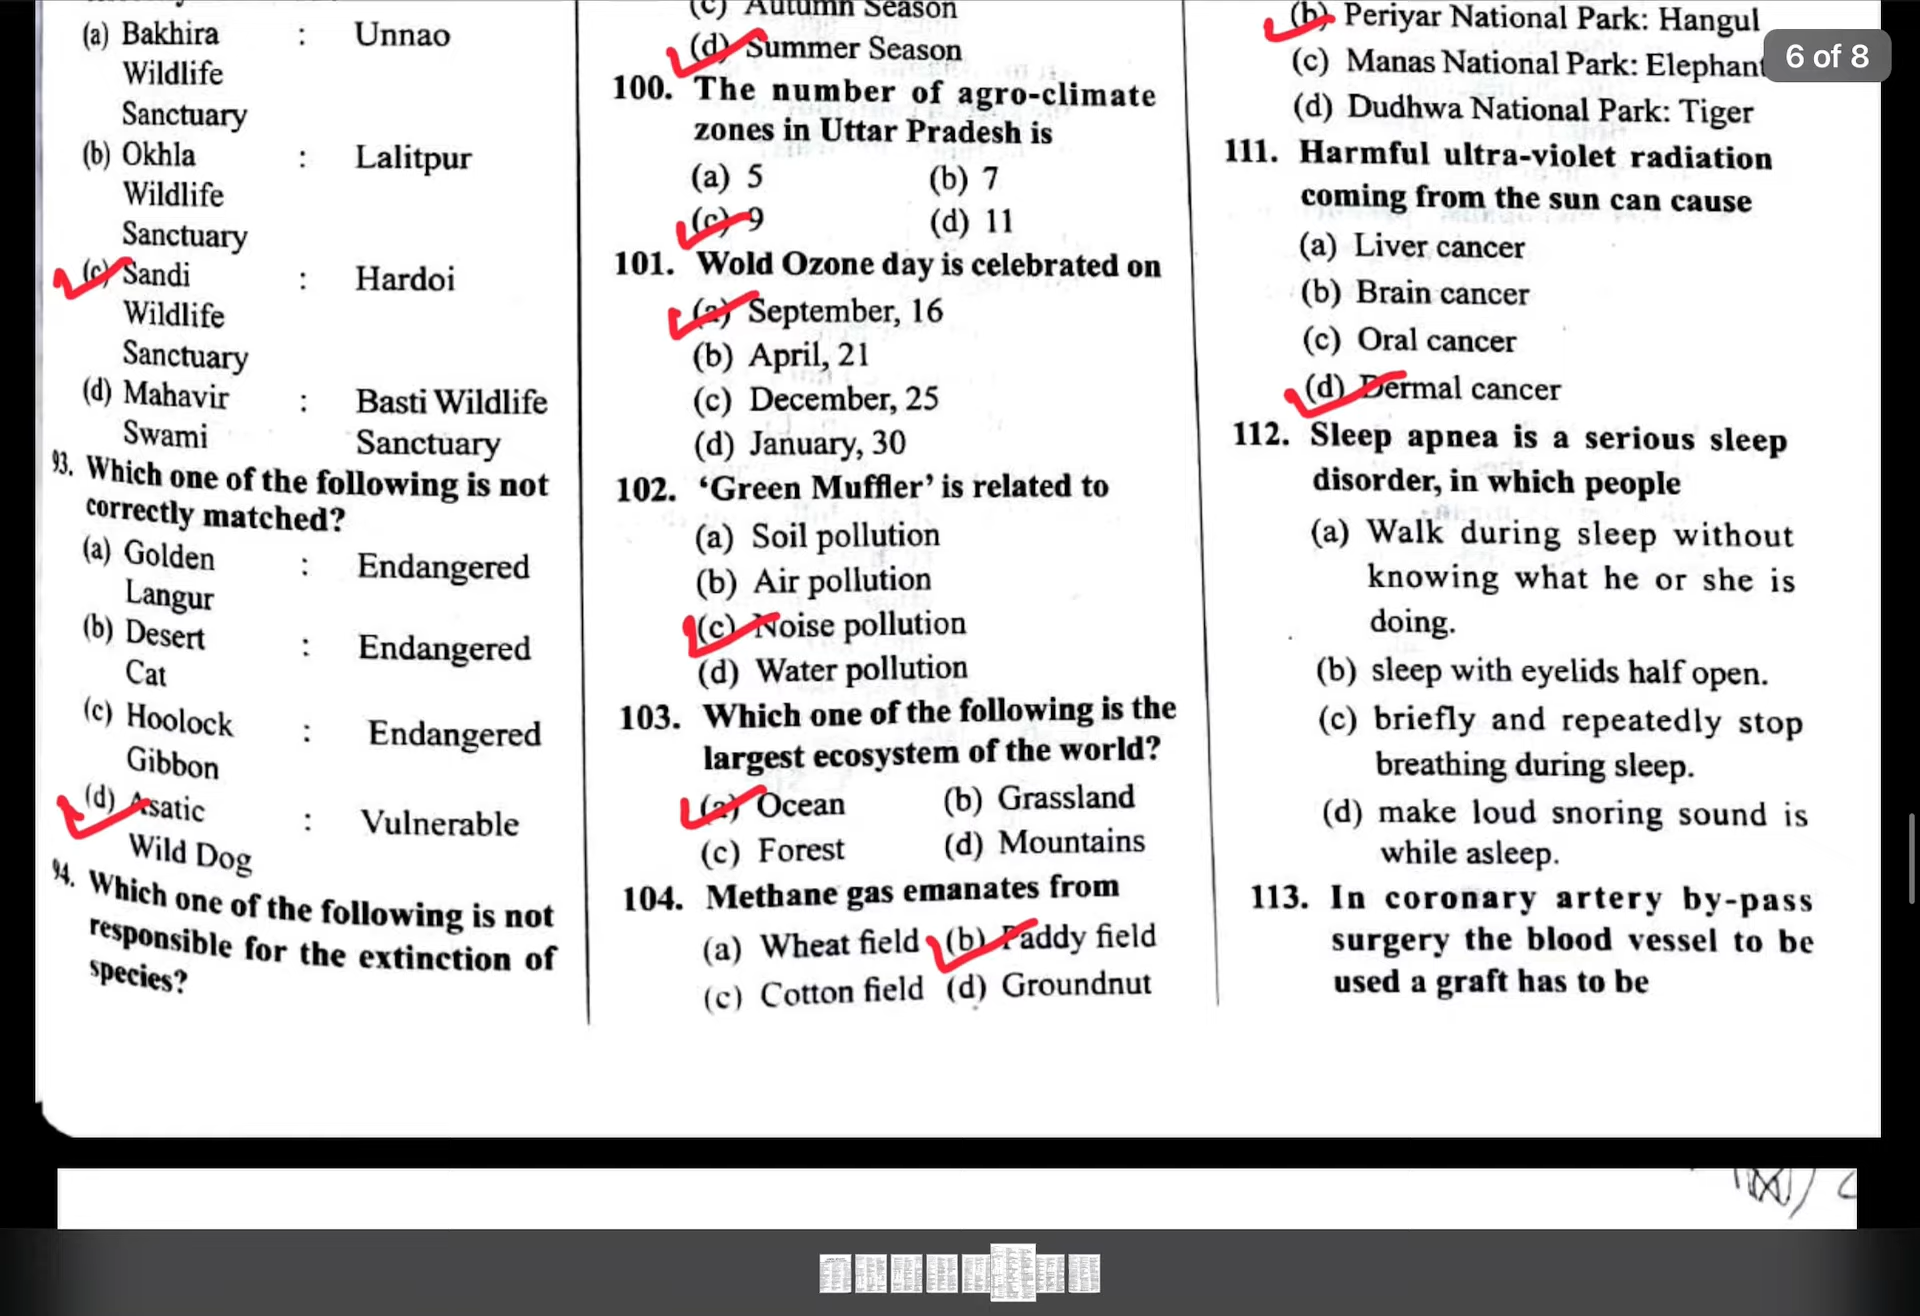 (a) Bakhira : Unnao
Wildlife
Sanctuary
(b) Okhla : Lalitpur
Wildlife
Sanctuary
(c) Sandi : Hardoi
Wildlife
Sanctuary
(d) Mahavir : Basti Wildlife
Swami Sanctuary
93. Which one of the following is not
correctly matched?
(a) Golden : Endangered
Langur
(b) Desert : Endangered
Cat
(c) Hoolock : Endangered
Gibbon
(d) Asatic : Vulnerable
Wild Dog
94. Which one of the following is not
responsible for the extinction of
species?
(c) Autumn Season
(d) Summer Season
100. The number of agro-climate
zones in Uttar Pradesh is
(a) 5 (b) 7
(c) 9 (d) 11
101. Wold Ozone day is celebrated on
(a) September, 16
(b) April, 21
(c) December, 25
(d) January, 30
102. ‘Green Muffler’ is related to
(a) Soil pollution
(b) Air pollution
(c) Noise pollution
(d) Water pollution
103. Which one of the following is the
largest ecosystem of the world?
(a) Ocean (b) Grassland
(c) Forest (d) Mountains
104. Methane gas emanates from
(a) Wheat field (b) Paddy field
(c) Cotton field (d) Groundnut
(b) Periyar National Park: Hangul
(c) Manas National Park: Elephant
(d) Dudhwa National Park: Tiger
6 of 8
111. Harmful ultra-violet radiation
coming from the sun can cause
(a) Liver cancer
(b) Brain cancer
(c) Oral cancer
(d) Dermal cancer
112. Sleep apnea is a serious sleep
disorder, in which people
(a) Walk during sleep without
knowing what he or she is
doing.
(b) sleep with eyelids half open.
(c) briefly and repeatedly stop
breathing during sleep.
(d) make loud snoring sound is
while asleep.
113. In coronary artery by-pass
surgery the blood vessel to be
used a graft has to be